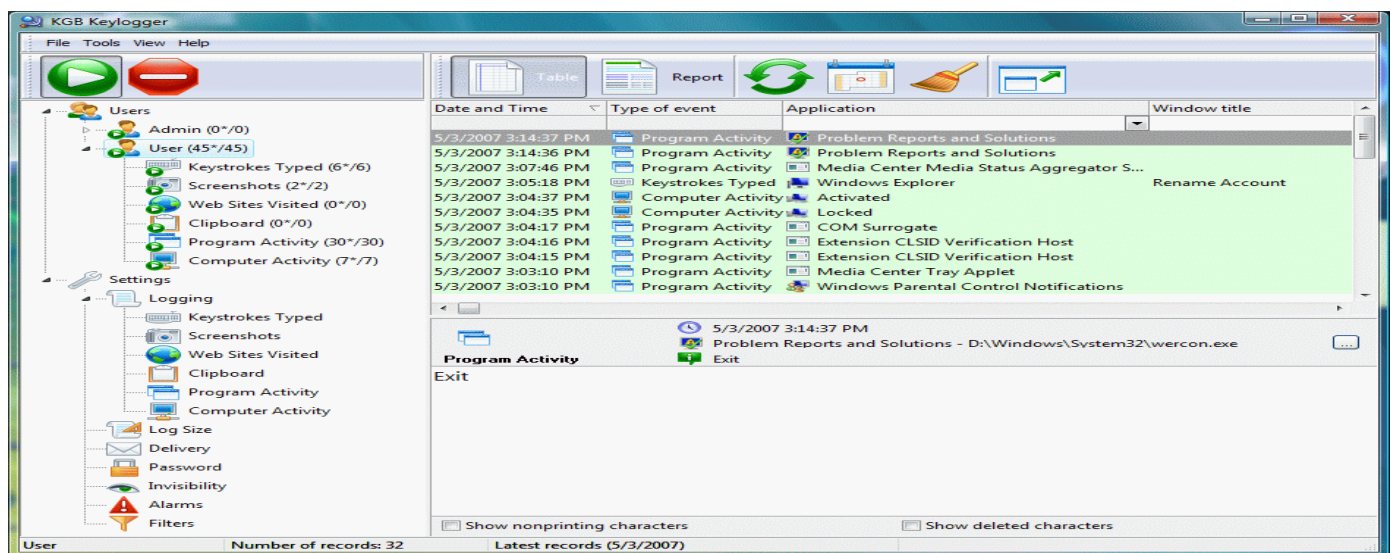 KGB Keylogger
File Tools View Help
Table
Report
Users
Admin (0*/0)
User (45*/45)
Keystrokes Typed (6*/6)
Screenshots (2*/2)
Web Sites Visited (0*/0)
Clipboard (0*/0)
Program Activity (30*/30)
Computer Activity (7*/7)
Settings
Logging
Keystrokes Typed
Screenshots
Web Sites Visited
Clipboard
Program Activity
Computer Activity
Log Size
Delivery
Password
Invisibility
Alarms
Filters
Date and Time Type of event Application Window title
5/3/2007 3:14:37 PM Program Activity Problem Reports and Solutions
5/3/2007 3:14:36 PM Program Activity Problem Reports and Solutions
5/3/2007 3:07:46 PM Program Activity Media Center Media Status Aggregator S...
5/3/2007 3:05:18 PM Keystrokes Typed Windows Explorer Rename Account
5/3/2007 3:04:37 PM Computer Activity Activated
5/3/2007 3:04:35 PM Computer Activity Locked
5/3/2007 3:04:17 PM Program Activity COM Surrogate
5/3/2007 3:04:16 PM Program Activity Extension CLSID Verification Host
5/3/2007 3:04:15 PM Program Activity Extension CLSID Verification Host
5/3/2007 3:03:10 PM Program Activity Media Center Tray Applet
5/3/2007 3:03:10 PM Program Activity Windows Parental Control Notifications
5/3/2007 3:14:37 PM
Problem Reports and Solutions - D:\Windows\System32\wercon.exe
...
Program Activity Exit
Exit
Show nonprinting characters Show deleted characters
User Number of records: 32 Latest records (5/3/2007)